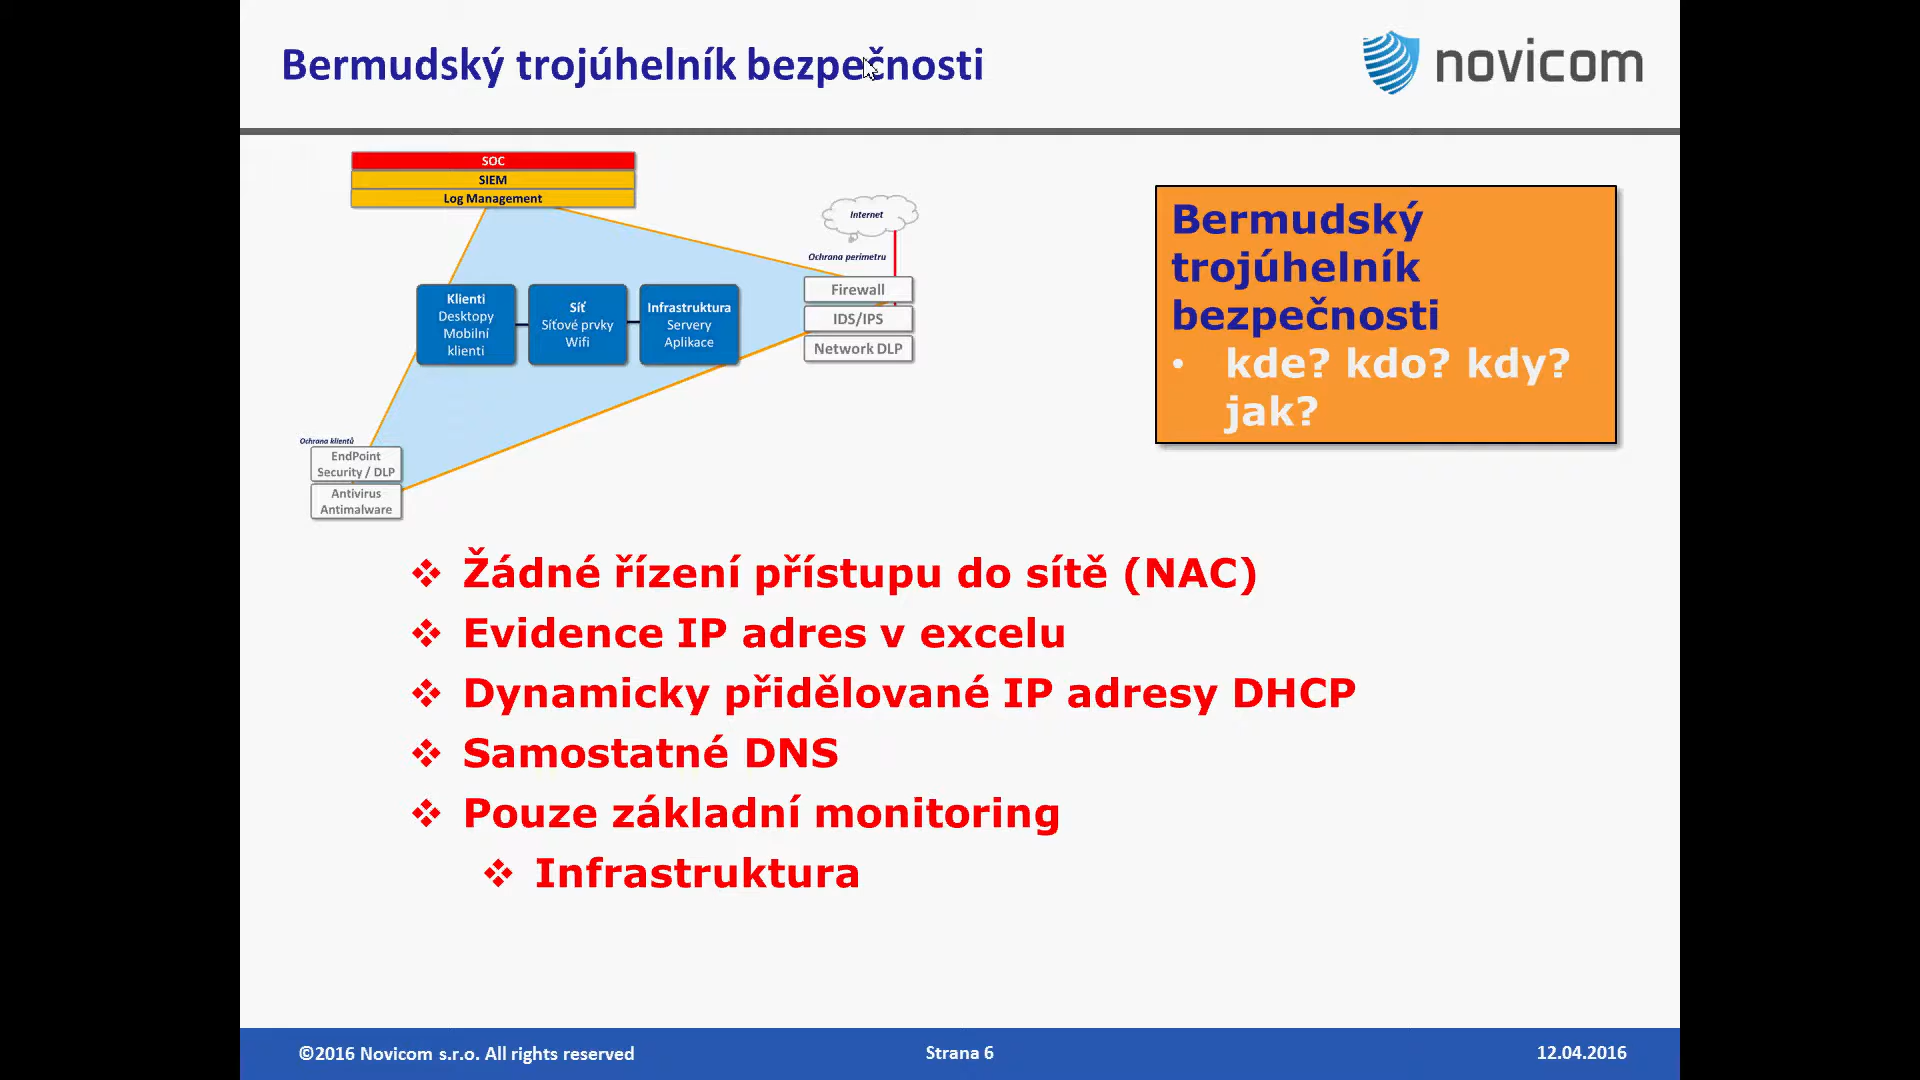 Bermudský trojúhelník bezpečnosti
novicom
SOC
SIEM
Log Management
Internet
Ochrana perimetru
Firewall
IDS/IPS
Network DLP
Klienti
Desktopy
Mobilní
klienti
Síť
Síťové prvky
Wifi
Infrastruktura
Servery
Aplikace
Ochrana klientů
EndPoint
Security / DLP
Antivirus
Antimalware
Bermudský
trojúhelník
bezpečnosti
• kde? kdo? kdy?
jak?
❖ Žádné řízení přístupu do sítě (NAC)
❖ Evidence IP adres v excelu
❖ Dynamicky přidělované IP adresy DHCP
❖ Samostatné DNS
❖ Pouze základní monitoring
❖ Infrastruktura
©2016 Novicom s.r.o. All rights reserved
Strana 6
12.04.2016